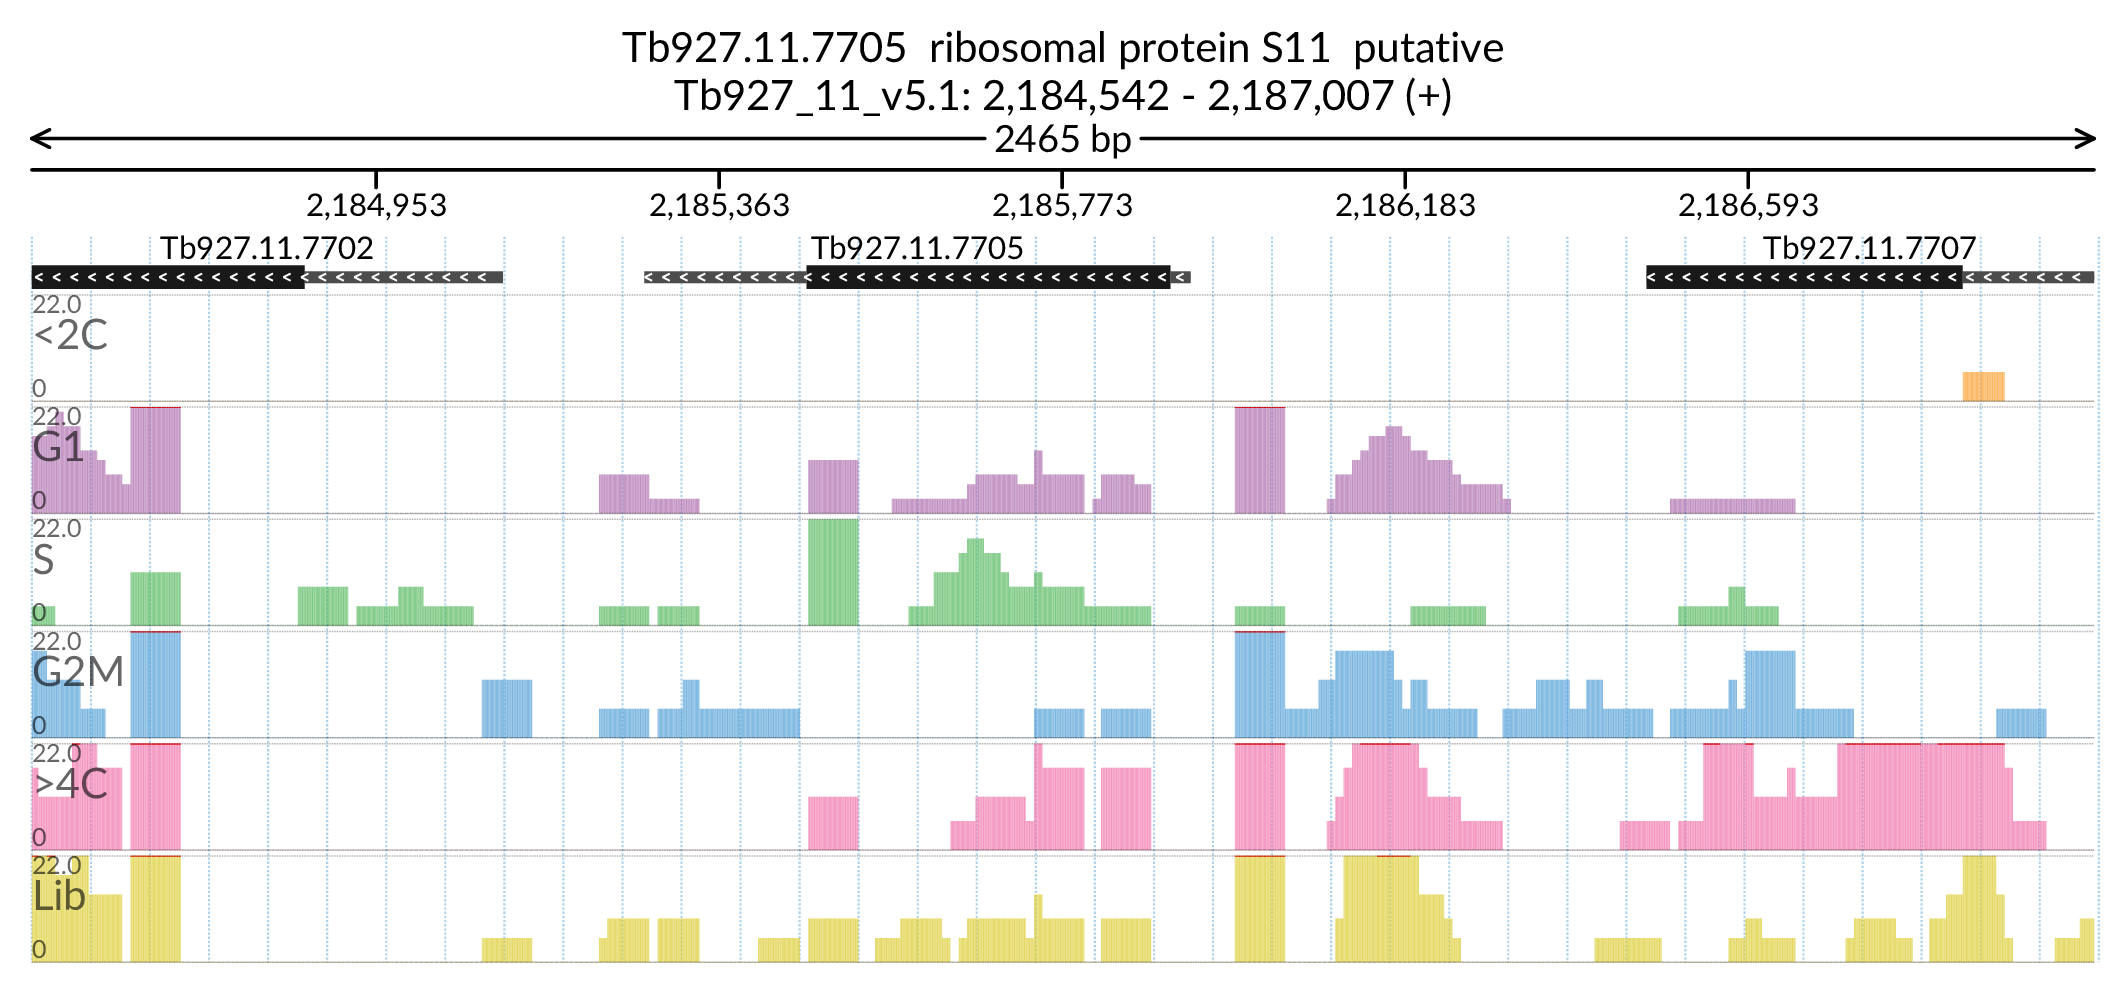 Tb927.11.7705  ribosomal protein S11  putative
Tb927_11_v5.1: 2,184,542 - 2,187,007 (+)
2465 bp
2,184,953 2,185,363 2,185,773 2,186,183 2,186,593
Tb927.11.7702 Tb927.11.7705 Tb927.11.7707
22.0
<2C
0
22.0
G1
0
22.0
S
0
22.0
G2M
0
22.0
>4C
0
22.0
Lib
0